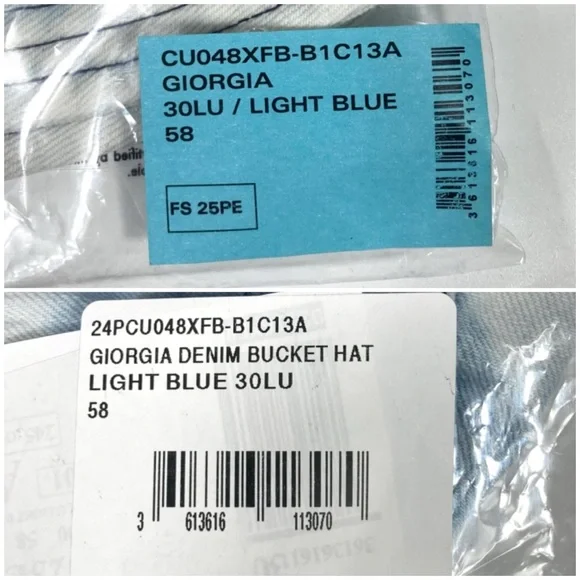 CU048XFB-B1C13A
GIORGIA
30LU / LIGHT BLUE
58
FS 25PE
3613616113070
24PCU048XFB-B1C13A
GIORGIA DENIM BUCKET HAT
LIGHT BLUE 30LU
58
3 613616 113070